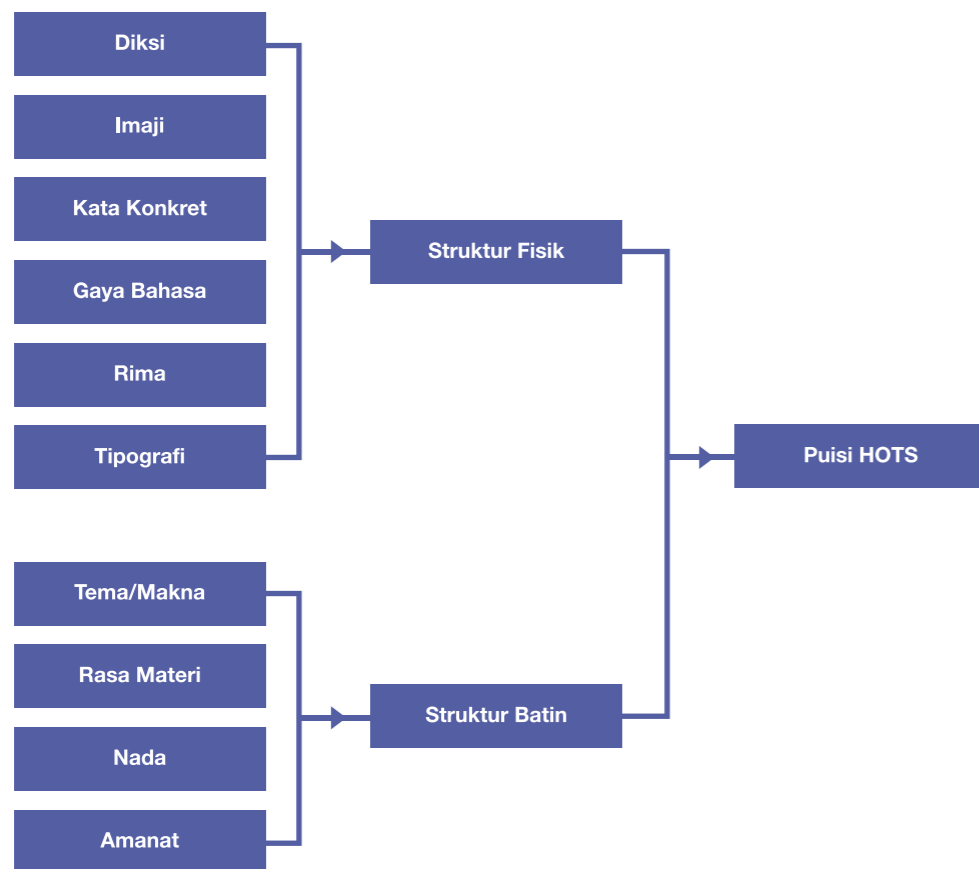 Diksi
Imaji
Kata Konkret
Gaya Bahasa
Rima
Tipografi
Struktur Fisik
Tema/Makna
Rasa Materi
Nada
Amanat
Struktur Batin
Puisi HOTS